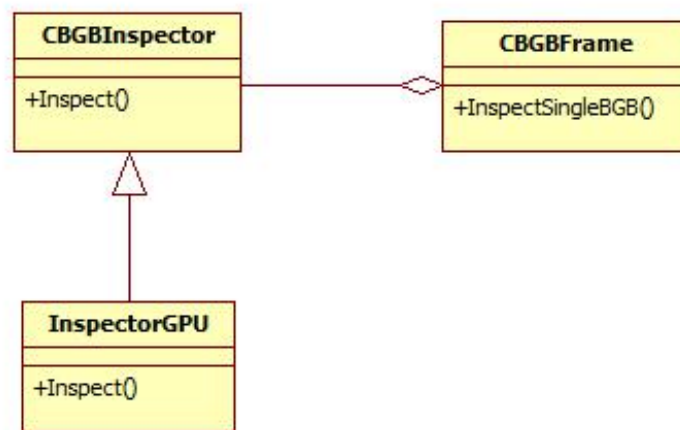 CBGBInspector
+Inspect()
CBGBFrame
+InspectSingleBGB()
InspectorGPU
+Inspect()